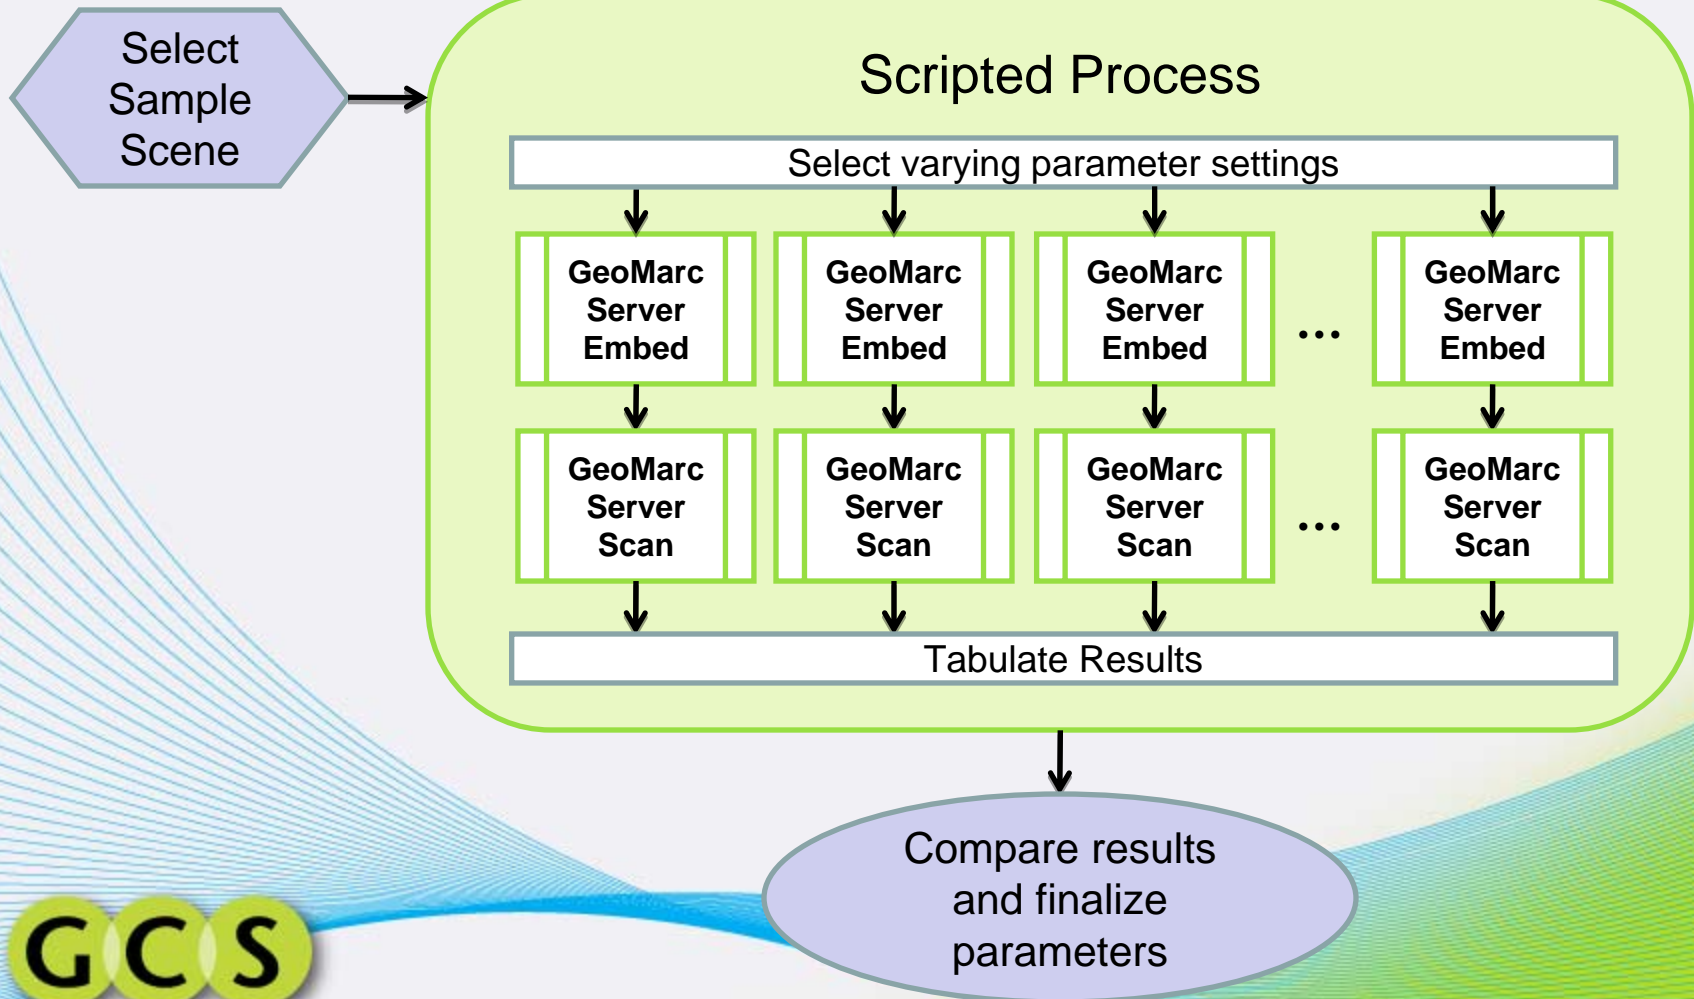 Select
Sample
Scene
Scripted Process
Select varying parameter settings
GeoMarc
Server
Embed
GeoMarc
Server
Embed
GeoMarc
Server
Embed
...
GeoMarc
Server
Embed
GeoMarc
Server
Scan
GeoMarc
Server
Scan
GeoMarc
Server
Scan
...
GeoMarc
Server
Scan
Tabulate Results
Compare results
and finalize
parameters
GCS